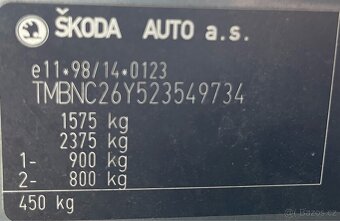 ŠKODA AUTO a.s.
e11*98/14*0123
TMBNC26Y523549734
1575 kg
2375 kg
1- 900 kg
2- 800 kg
450 kg